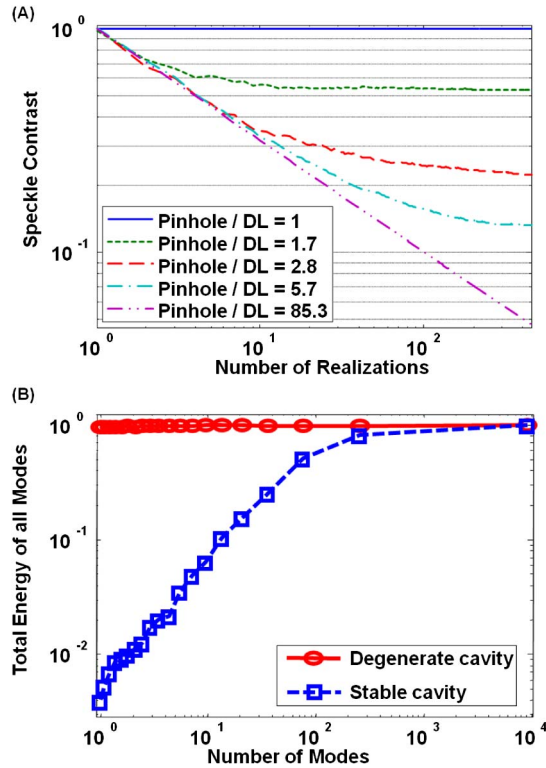 (A)
10^0
10^-1
Speckle Contrast
Pinhole / DL = 1
Pinhole / DL = 1.7
Pinhole / DL = 2.8
Pinhole / DL = 5.7
Pinhole / DL = 85.3
10^0 10^1 10^2
Number of Realizations
(B)
10^0
10^-1
10^-2
Total Energy of all Modes
Degenerate cavity
Stable cavity
10^0 10^1 10^2 10^3 10^4
Number of Modes